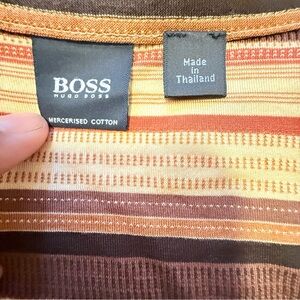 BOSS
HUGO BOSS
MERCERISED COTTON
Made
in
Thailand